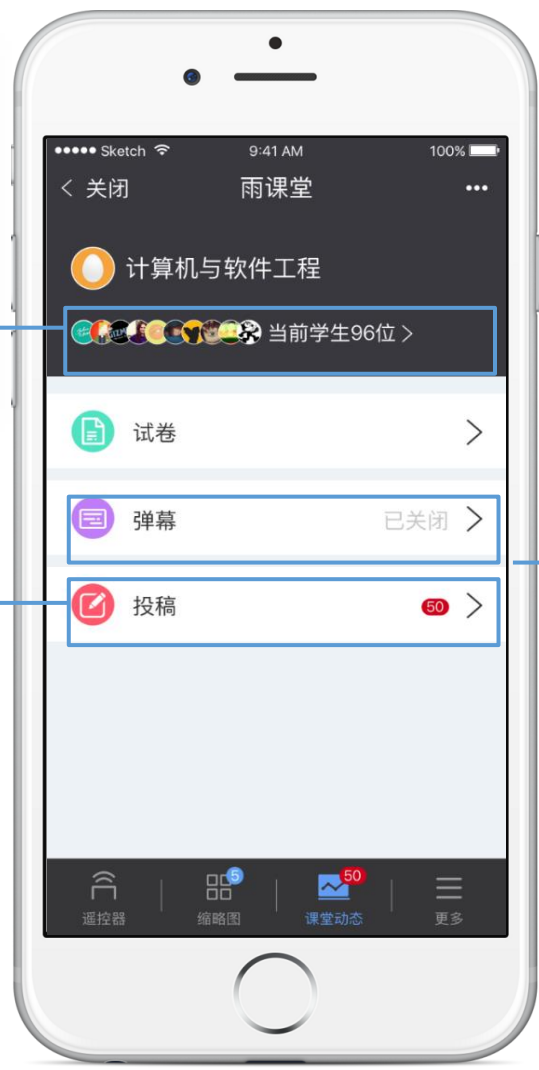 Sketch 9:41 AM 100%
关闭 雨课堂
计算机与软件工程
当前学生96位
试卷
弹幕 已关闭
投稿 50
5 50
遥控器 缩略图 课堂动态 更多